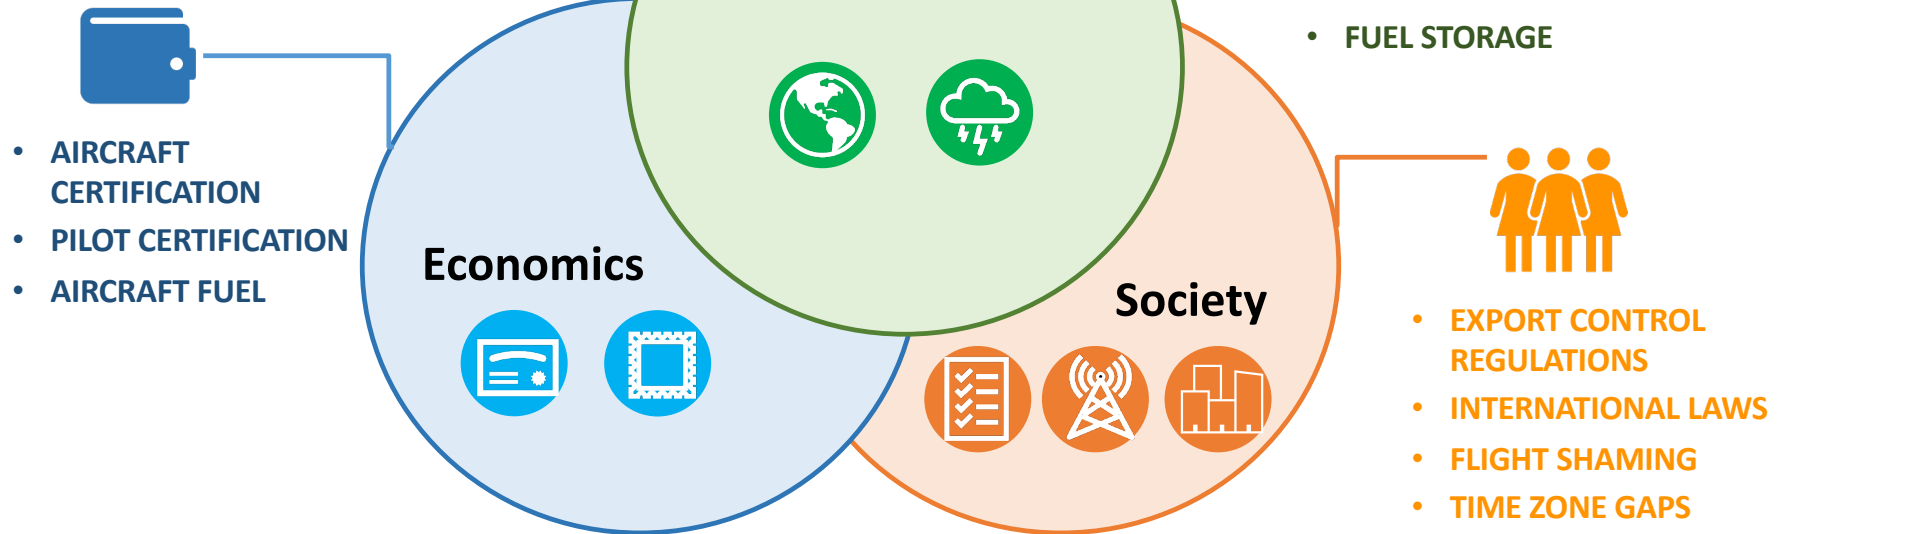 • FUEL STORAGE
• AIRCRAFT
CERTIFICATION
• PILOT CERTIFICATION
• AIRCRAFT FUEL
Economics
Society
• EXPORT CONTROL
REGULATIONS
• INTERNATIONAL LAWS
• FLIGHT SHAMING
• TIME ZONE GAPS